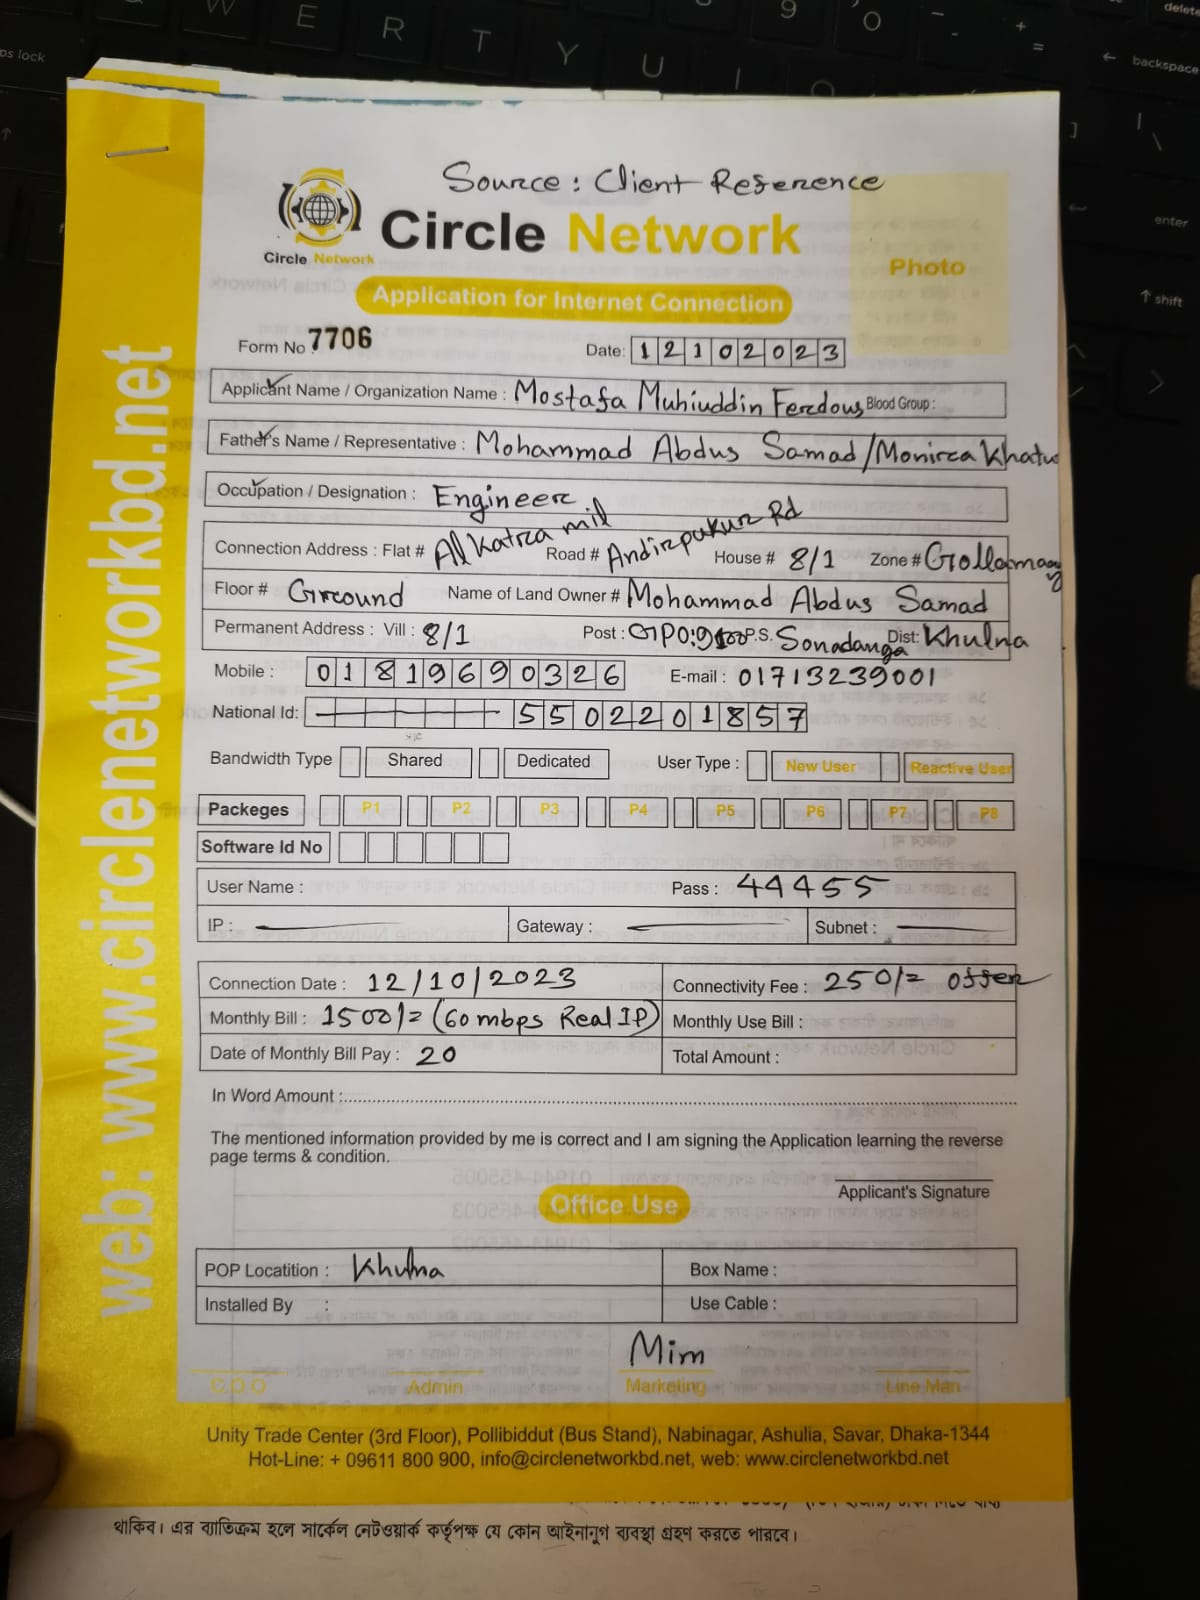 Source: Client Reference
Circle Network
Circle Network
Photo
Application for Internet Connection
Form No 7706 Date: 12102023
Applicant Name / Organization Name : Mostafa Muhiuddin Ferdous Blood Group :
Father's Name / Representative : Mohammad Abdus Samad/Monira Khatu
Occupation / Designation : Engineer
Connection Address : Flat # Al Katra mil Road # Andirpukur Rd House # 8/1 Zone # Gollamary
Floor # Ground Name of Land Owner # Mohammad Abdus Samad
Permanent Address : Vill : 8/1 Post : GPO: P.S. Sonadanga Dist: Khulna
Mobile : 01819690326 E-mail : 01713239001
National Id: 5502201857
Bandwidth Type Shared Dedicated User Type : New User Reactive User
Packeges P1 P2 P3 P4 P5 P6 P7 P8
Software Id No
User Name : Pass : 44455
IP : Gateway : Subnet :
Connection Date : 12/10/2023 Connectivity Fee : 250/= offer
Monthly Bill : 1500/= (60 mbps Real IP) Monthly Use Bill :
Date of Monthly Bill Pay : 20 Total Amount :
In Word Amount :
The mentioned information provided by me is correct and I am signing the Application learning the reverse
page terms & condition.
Applicant's Signature
Office Use
POP Locatition : Khulna Box Name :
Installed By : Use Cable :
Mim
C.O.O Admin Marketing Line Man
Unity Trade Center (3rd Floor), Pollibiddut (Bus Stand), Nabinagar, Ashulia, Savar, Dhaka-1344
Hot-Line: + 09611 800 900, info@circlenetworkbd.net, web: www.circlenetworkbd.net
থাকিব। এর ব্যতিক্রম হলে সার্কেল নেটওয়ার্ক কর্তৃপক্ষ যে কোন আইনানুগ ব্যবস্থা গ্রহণ করতে পারবে।
web: www.circlenetworkbd.net